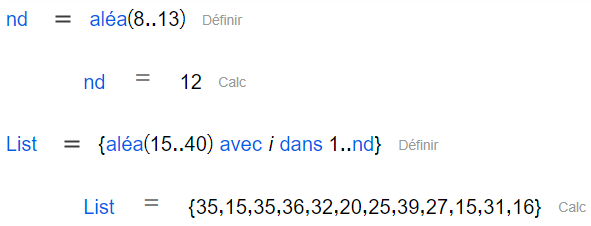 nd = aléa(8..13) Définir
nd = 12 Calc
List = {aléa(15..40) avec i dans 1..nd} Définir
List = {35,15,35,36,32,20,25,39,27,15,31,16} Calc